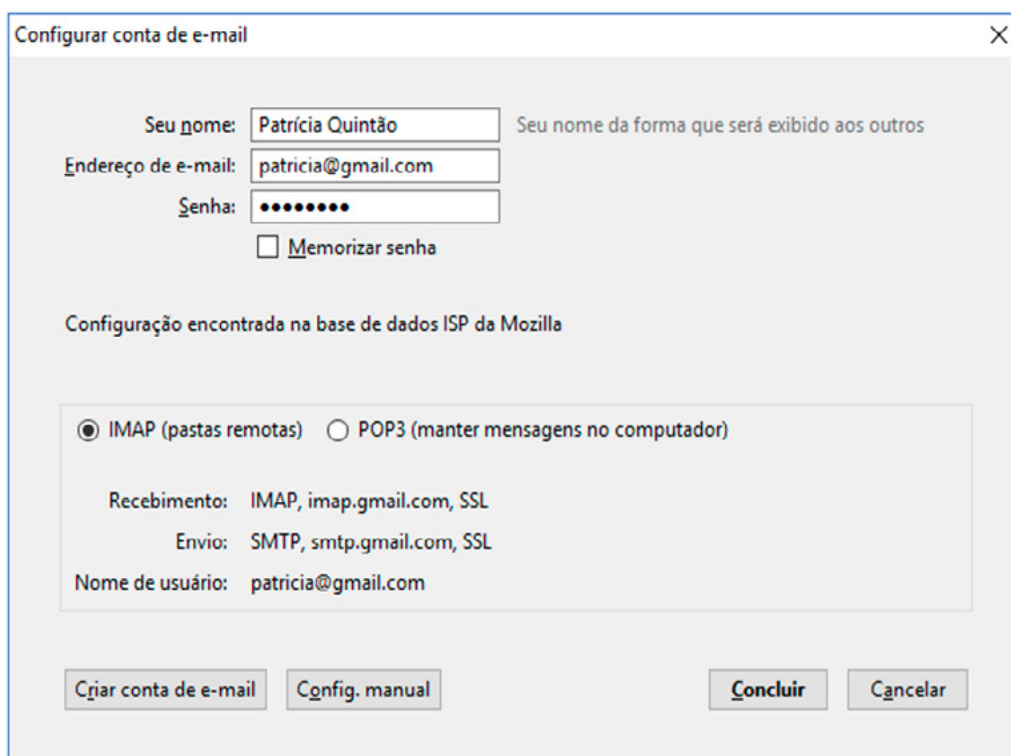 Configurar conta de e-mail
Seu nome: Patrícia Quintão Seu nome da forma que será exibido aos outros
Endereço de e-mail: patricia@gmail.com
Senha: ••••••••
Memorizar senha
Configuração encontrada na base de dados ISP da Mozilla
IMAP (pastas remotas) POP3 (manter mensagens no computador)
Recebimento: IMAP, imap.gmail.com, SSL
Envio: SMTP, smtp.gmail.com, SSL
Nome de usuário: patricia@gmail.com
Criar conta de e-mail Config. manual Concluir Cancelar